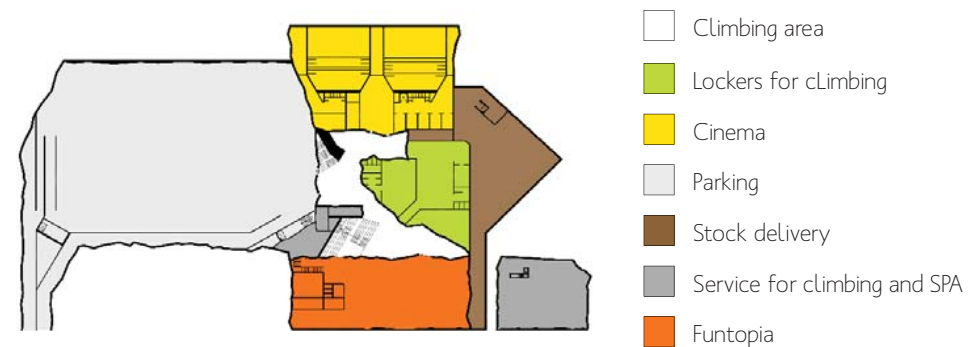 Climbing area
Lockers for cLimbing
Cinema
Parking
Stock delivery
Service for climbing and SPA
Funtopia